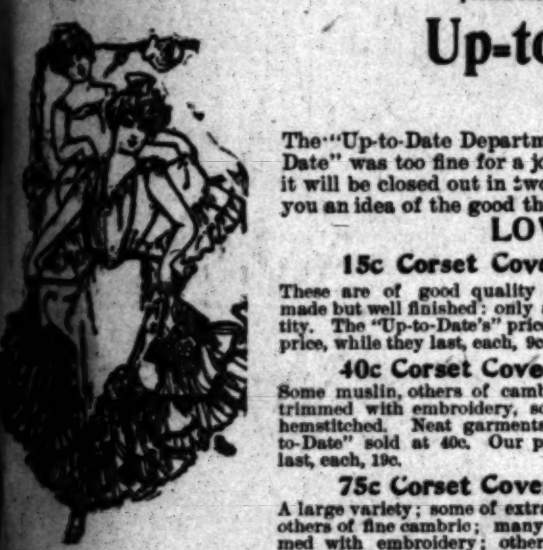 Up=to
The "Up-to-Date Departm
Date" was too fine for a jo
it will be closed out in two
you an idea of the good th
LOV
15c Corset Cove
These are of good quality
made but well finished: only
tity. The "Up-to-Date's" price
price, while they last, each, 9c
40c Corset Cove
Some muslin, others of camb
trimmed with embroidery, so
hemstitched. Neat garments
to-Date" sold at 40c. Our p
last, each, 19c.
75c Corset Cove
A large variety; some of extra
others of fine cambric; many
med with embroidery: other